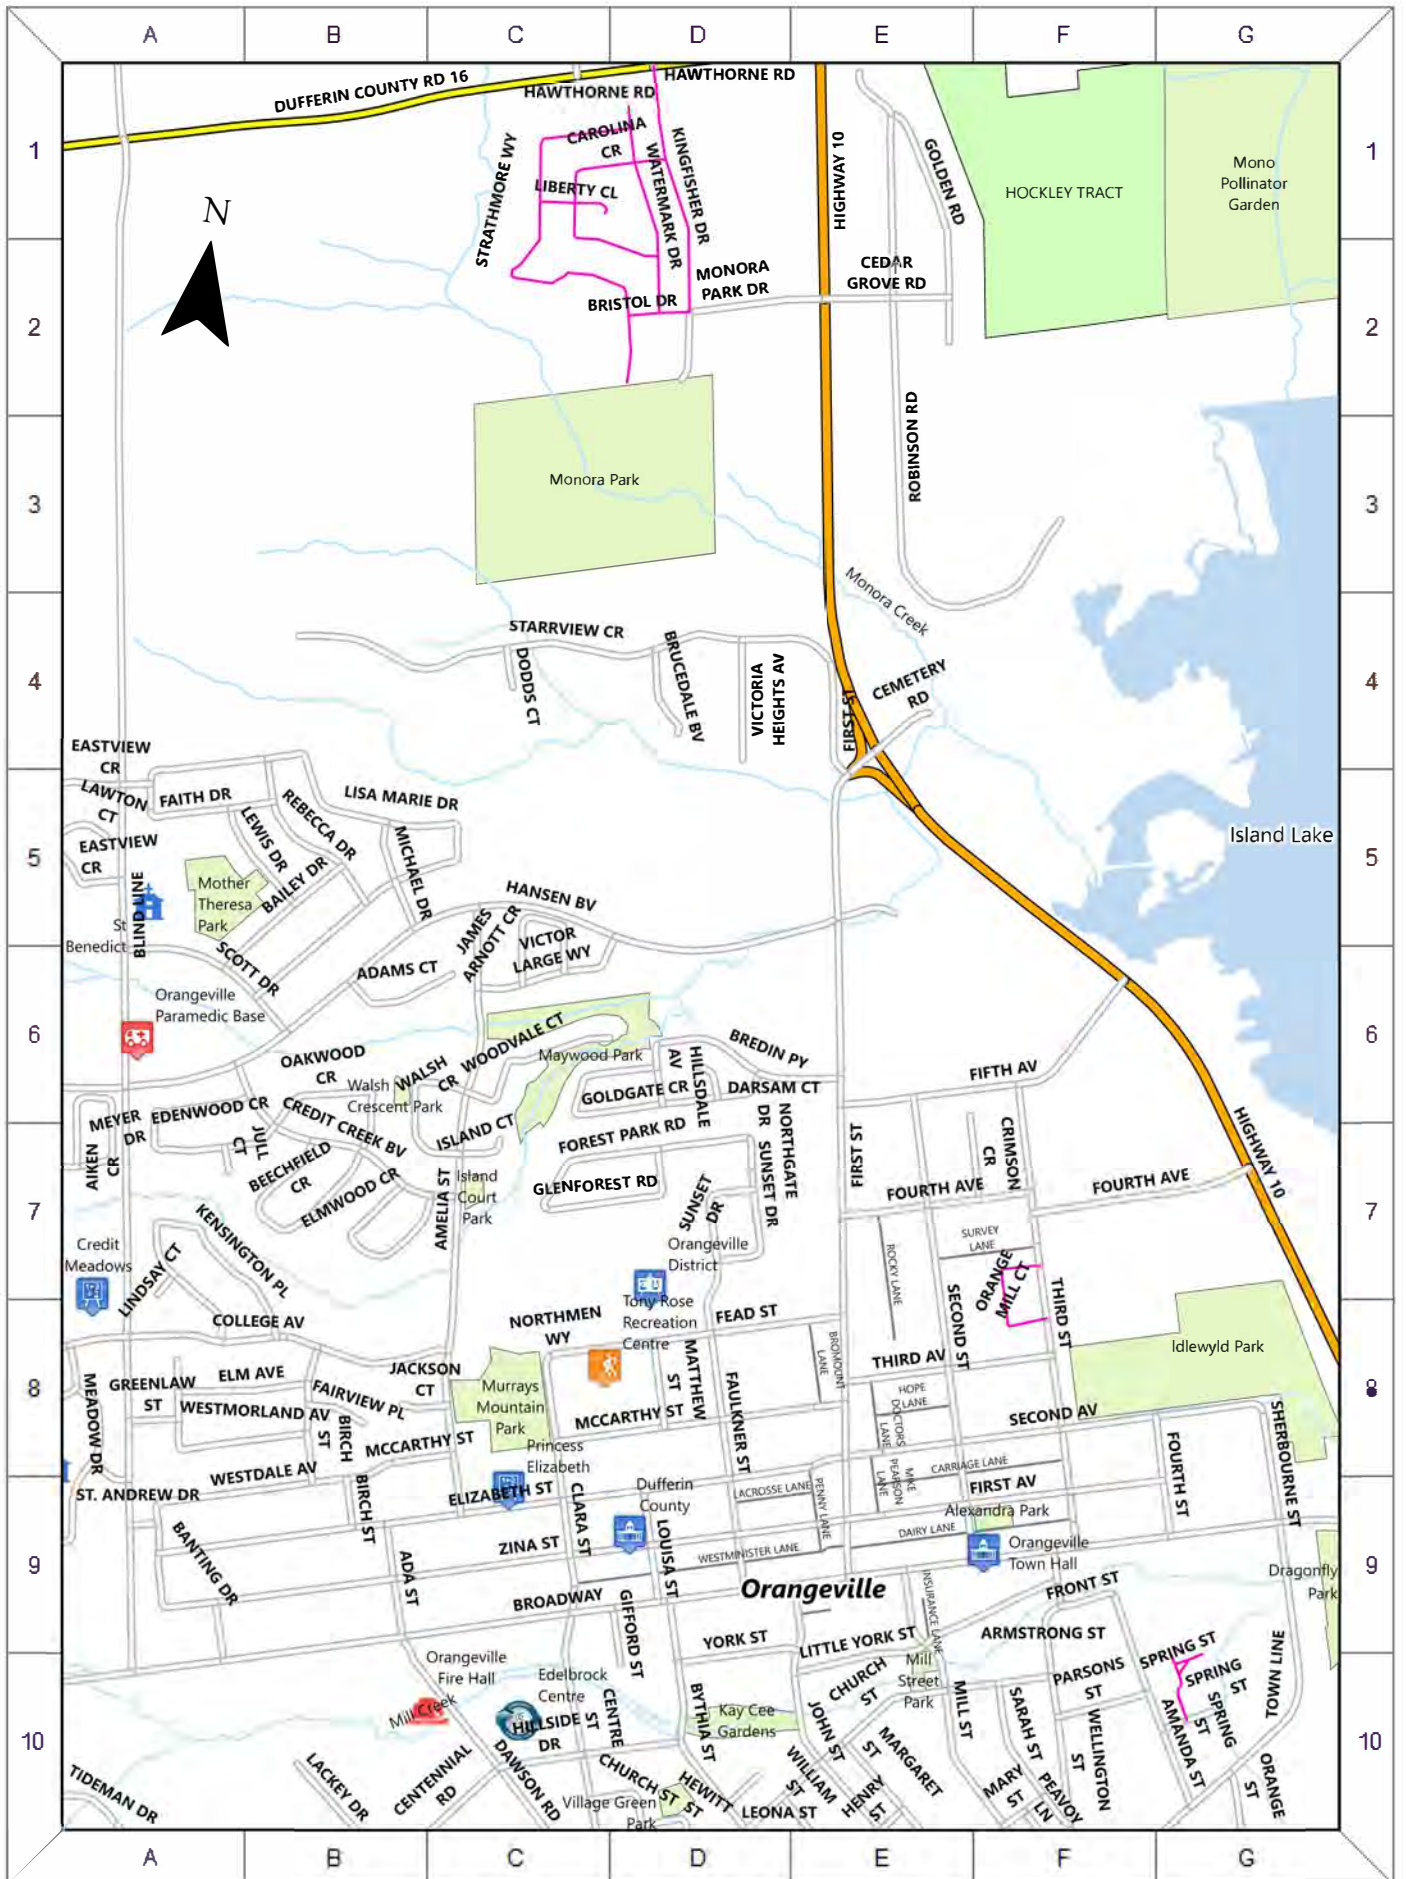 A B C D E F G
DUFFERIN COUNTY RD 16
HAWTHORNE RD
HAWTHORNE RD
1
1
CAROLINA
CR
STRATHMORE WY
LIBERTY CL
WATERMARK DR
KINGFISHER DR
HIGHWAY 10
GOLDEN RD
HOCKLEY TRACT
Mono
Pollinator
Garden
N
MONORA
PARK DR
CEDAR
GROVE RD
BRISTOL DR
2
2
ROBINSON RD
Monora Park
3
3
Monora Creek
STARRVIEW CR
DODDS CT
BRUCEDALE BV
VICTORIA
HEIGHTS AV
FIRST ST
CEMETERY
RD
4
4
EASTVIEW
CR
LAWTON
CT
FAITH DR
LISA MARIE DR
LEWIS DR
REBECCA DR
MICHAEL DR
EASTVIEW
CR
BAILEY DR
Island Lake
5
5
Mother
Theresa
Park
BLIND LINE
St
Benedict
HANSEN BV
JAMES
ARNOTT CR
VICTOR
LARGE WY
SCOTT DR
ADAMS CT
Orangeville
Paramedic Base
6
6
WOODVALE CT
Maywood Park
OAKWOOD
CR
Walsh
Crescent Park
WALSH
CR
BREDIN PY
HILLSDALE
AV
GOLDGATE CR
DARSAM CT
FIFTH AV
MEYER
DR
EDENWOOD CR
CREDIT CREEK BV
ISLAND CT
FOREST PARK RD
NORTHGATE
DR
SUNSET DR
FIRST ST
CRIMSON
CR
HIGHWAY 10
AIKEN
CR
JULL
CT
BEECHFIELD
CR
ELMWOOD CR
AMELIA ST
Island
Court
Park
GLENFOREST RD
SUNSET
DR
FOURTH AVE
FOURTH AVE
7
7
KENSINGTON PL
LINDSAY CT
Credit
Meadows
Orangeville
District
ROCKY LANE
SURVEY
LANE
ORANGE
MILL CT
SECOND ST
THIRD ST
COLLEGE AV
NORTHMEN
WY
Tony Rose
Recreation
Centre
FEAD ST
BROMOUNT
LANE
THIRD AV
Idlewyld Park
8
8
MEADOW DR
GREENLAW
ST
ELM AVE
FAIRVIEW PL
JACKSON
CT
WESTMORLAND AV
BIRCH
ST
Murrays
Mountain
Park
MATTHEW
ST
FAULKNER ST
HOPE
LANE
DOCTORS
LANE
SECOND AV
SHERBOURNE ST
MCCARTHY ST
MCCARTHY ST
WESTDALE AV
Princess
Elizabeth
MIKE
PEARSON
LANE
CARRIAGE LANE
FOURTH ST
ST. ANDREW DR
BIRCH ST
ELIZABETH ST
CLARA ST
Dufferin
County
LACROSSE LANE
PENNY LANE
FIRST AV
Alexandra Park
BANTING DR
ADA ST
ZINA ST
LOUISA ST
WESTMINISTER LANE
DAIRY LANE
Orangeville
Town Hall
9
9
Dragonfly
Park
BROADWAY
GIFFORD ST
Orangeville
INSURANCE LANE
FRONT ST
YORK ST
LITTLE YORK ST
ARMSTRONG ST
SPRING ST
TOWN LINE
Orangeville
Fire Hall
Edelbrock
Centre
CHURCH
ST
Mill
Street
Park
PARSONS
ST
SPRING
ST
SPRING
ST
Mill Creek
HILLSIDE
DR
CENTRE
ST
BYTHIA ST
Kay Cee
Gardens
JOHN ST
MILL ST
SARAH ST
WELLINGTON
ST
AMANDA ST
10
10
TIDEMAN DR
LACKEY DR
CENTENNIAL
RD
DAWSON RD
CHURCH ST
Village Green
Park
HEWITT
ST
LEONA ST
WILLIAM
ST
HENRY
ST
MARGARET
ST
MARY
ST
PEAVOY
LN
ORANGE
ST
A B C D E F G